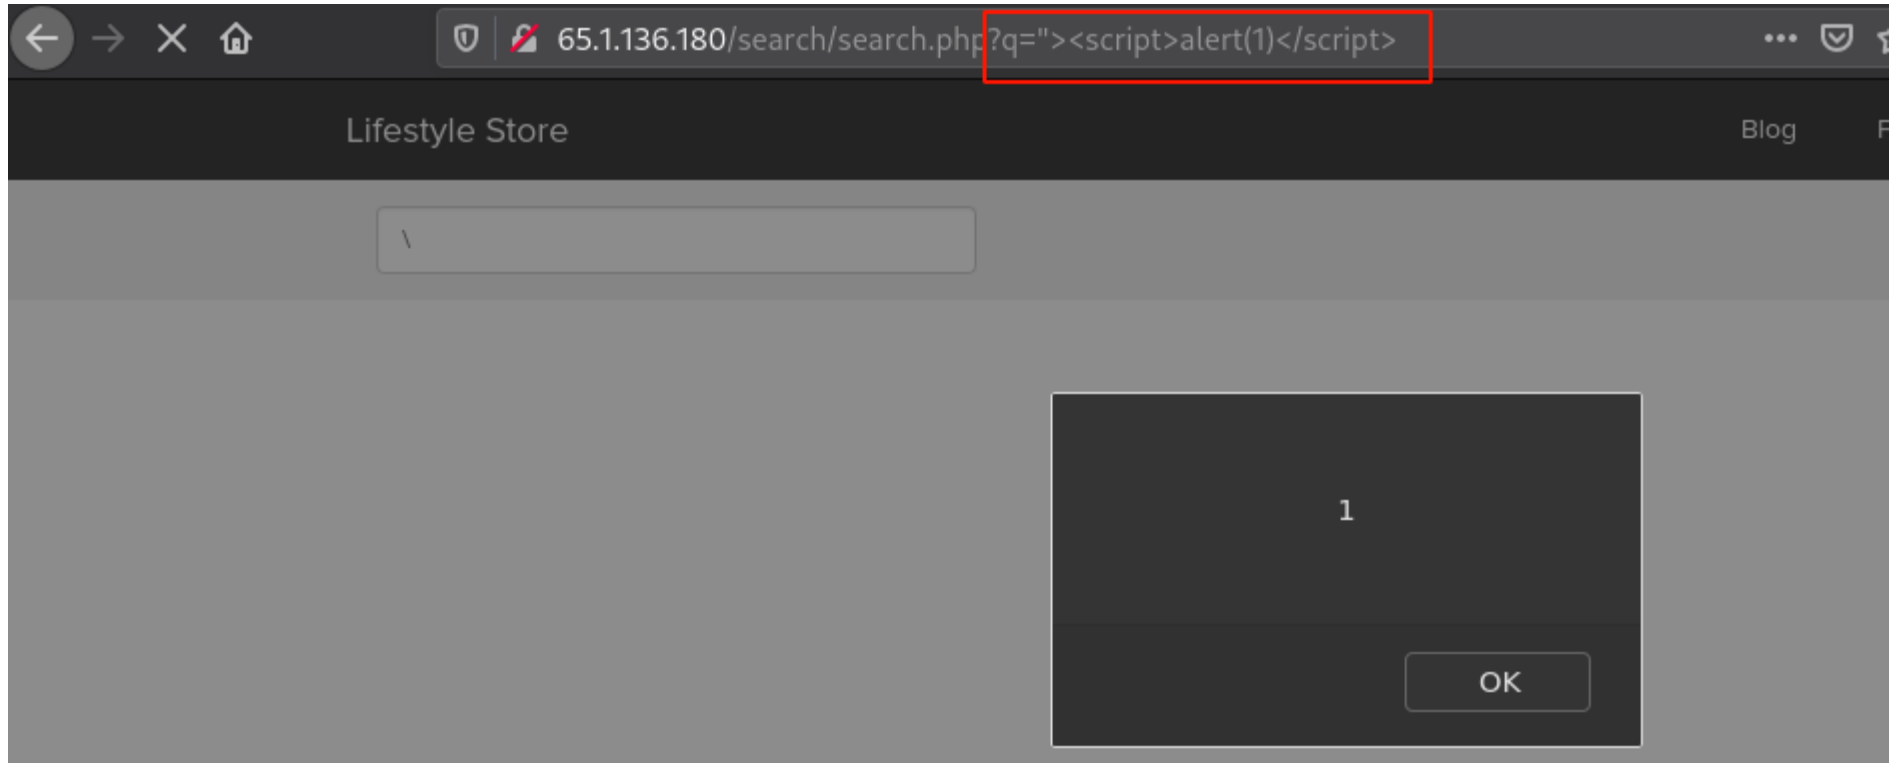 65.1.136.180/search/search.php?q="><script>alert(1)</script>
Lifestyle Store
Blog
F
\
1
OK